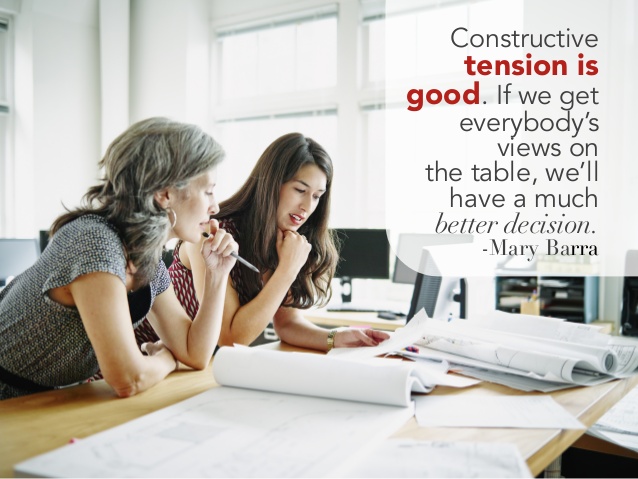 Constructive
tension is
good. If we get
everybody’s
views on
the table, we’ll
have a much
better decision.
-Mary Barra